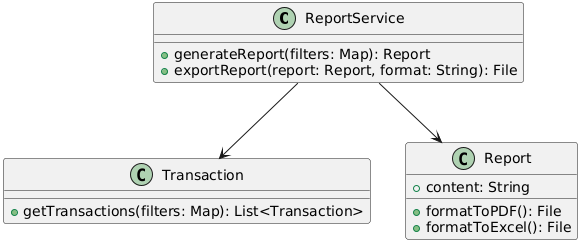 C ReportService
generateReport(filters: Map): Report
exportReport(report: Report, format: String): File
C Transaction
getTransactions(filters: Map): List<Transaction>
C Report
content: String
formatToPDF(): File
formatToExcel(): File